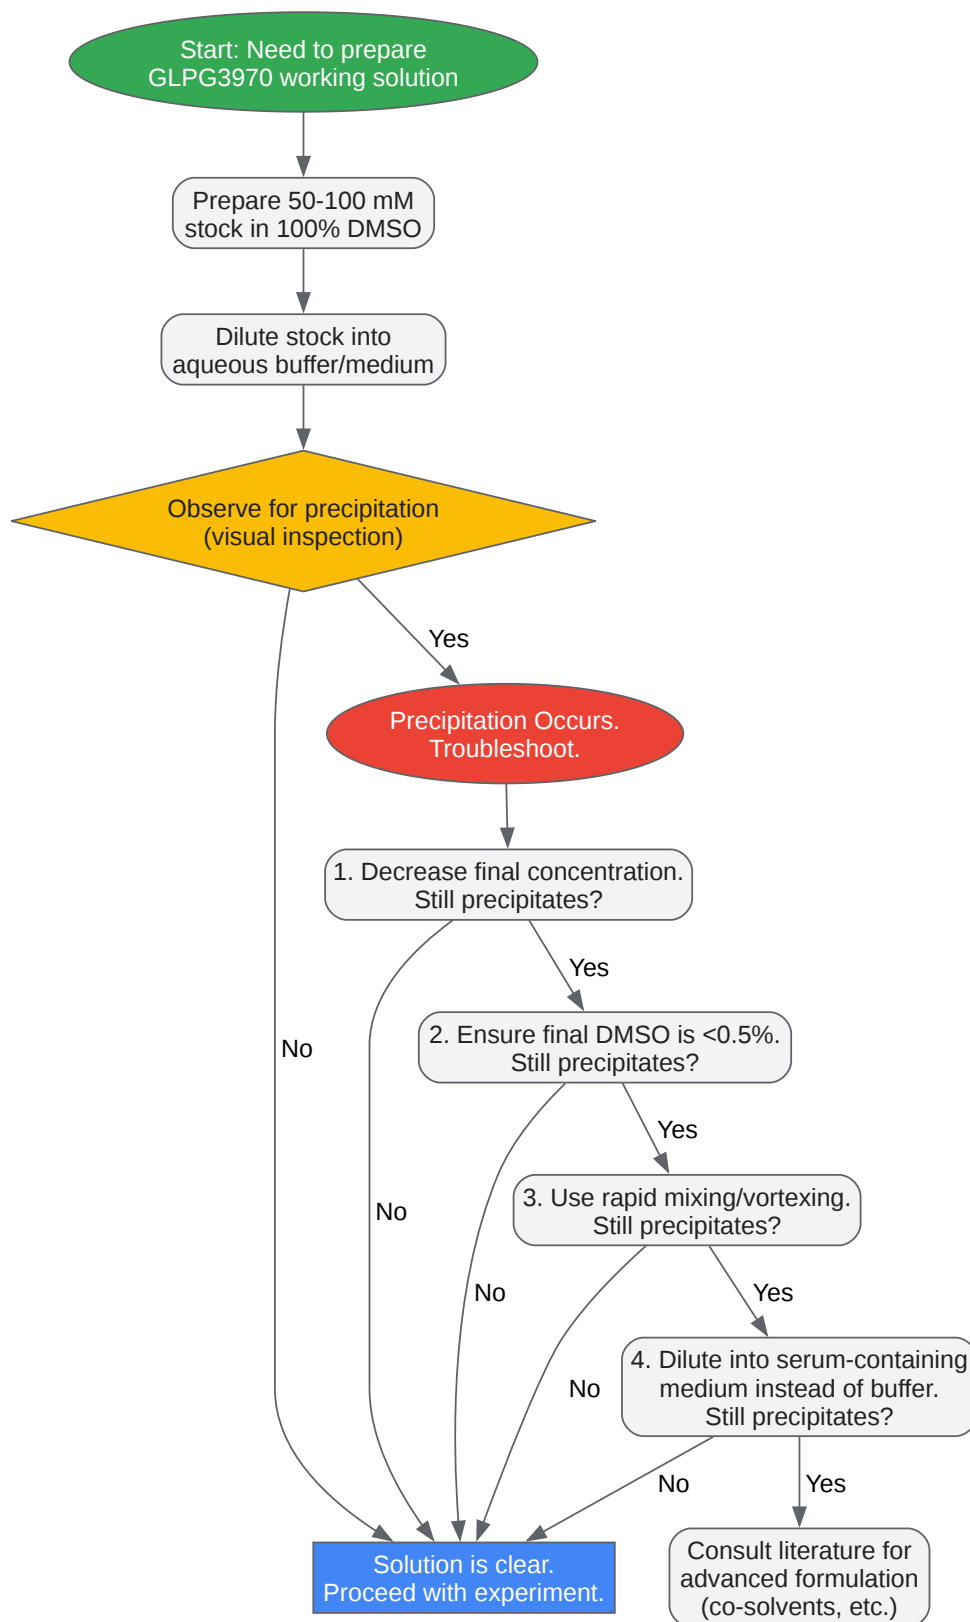 Start: Need to prepare
GLPG3970 working solution
Prepare 50-100 mM
stock in 100% DMSO
Dilute stock into
aqueous buffer/medium
Observe for precipitation
(visual inspection)
Yes
Precipitation Occurs.
Troubleshoot.
1. Decrease final concentration.
Still precipitates?
Yes
2. Ensure final DMSO is <0.5%.
Still precipitates?
No
Yes
3. Use rapid mixing/vortexing.
Still precipitates?
No
No
Yes
4. Dilute into serum-containing
medium instead of buffer.
Still precipitates?
No
No
Yes
Solution is clear.
Proceed with experiment.
Consult literature for
advanced formulation
(co-solvents, etc.)